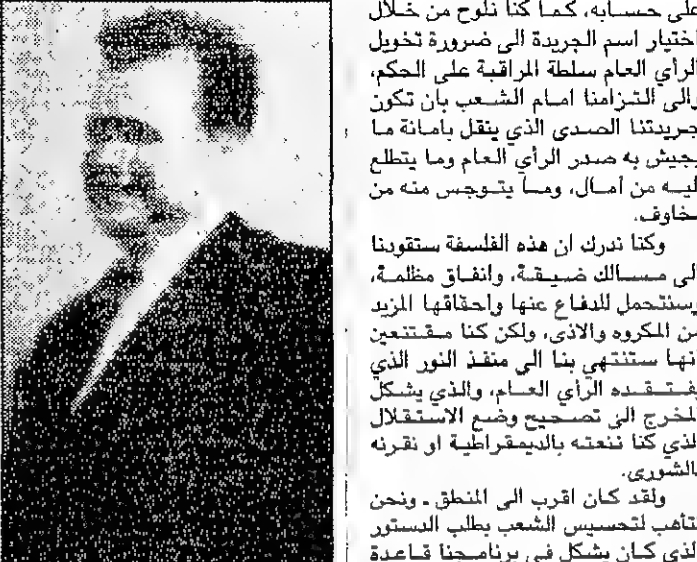 على حسابه، كما كنا نلوح من خلال
اختيار اسم الجريدة الى ضرورة تخويل
الرأي العام سلطة المراقبة على الحكم،
والى التزامنا امام الشعب بان تكون
جريدتنا الصدى الذي ينقل بامانة ما
يجيش به صدر الرأي العام وما يتطلع
اليه من آمال، وما يتوجس منه من
مخاوف.
وكنا ندرك ان هذه الفلسفة ستقودنا
الى مسالك ضيقة، وانفاق مظلمة،
وسنتحمل للدفاع عنها واحقاقها المزيد
من المكروه والاذى، ولكن كنا مقتنعين
انها ستنتهي بنا الى منفذ النور الذي
يفتقده الرأي العام، والذي يشكل
المخرج الى تصحيح وضع الاستقلال
الذي كنا ننعته بالديمقراطية او نقرنه
بالشورى.
ولقد كان اقرب الى المنطق ـ ونحن
نتأهب لتحسيس الشعب بطلب الدستور
الذي كان يشكل في برنامجنا قاعدة